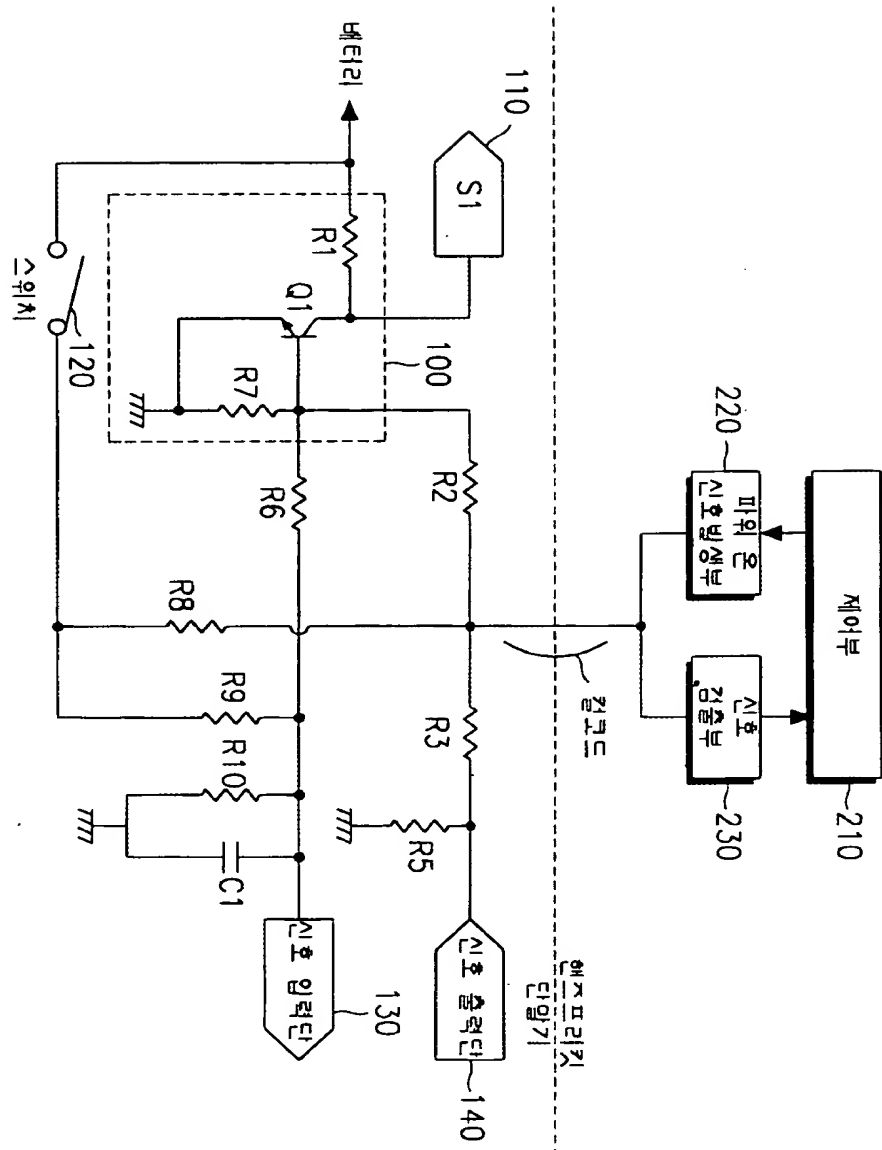 제어부
210
220
파워 온
신호발생부
신호
검출부
230
컬코드
핸즈프리킷
단말기
110
S1
R2
R3
신호 출력단
140
R5
100
배터리
R1
Q1
R7
R6
신호 입력단
130
R8
R9
R10
C1
120
스위치